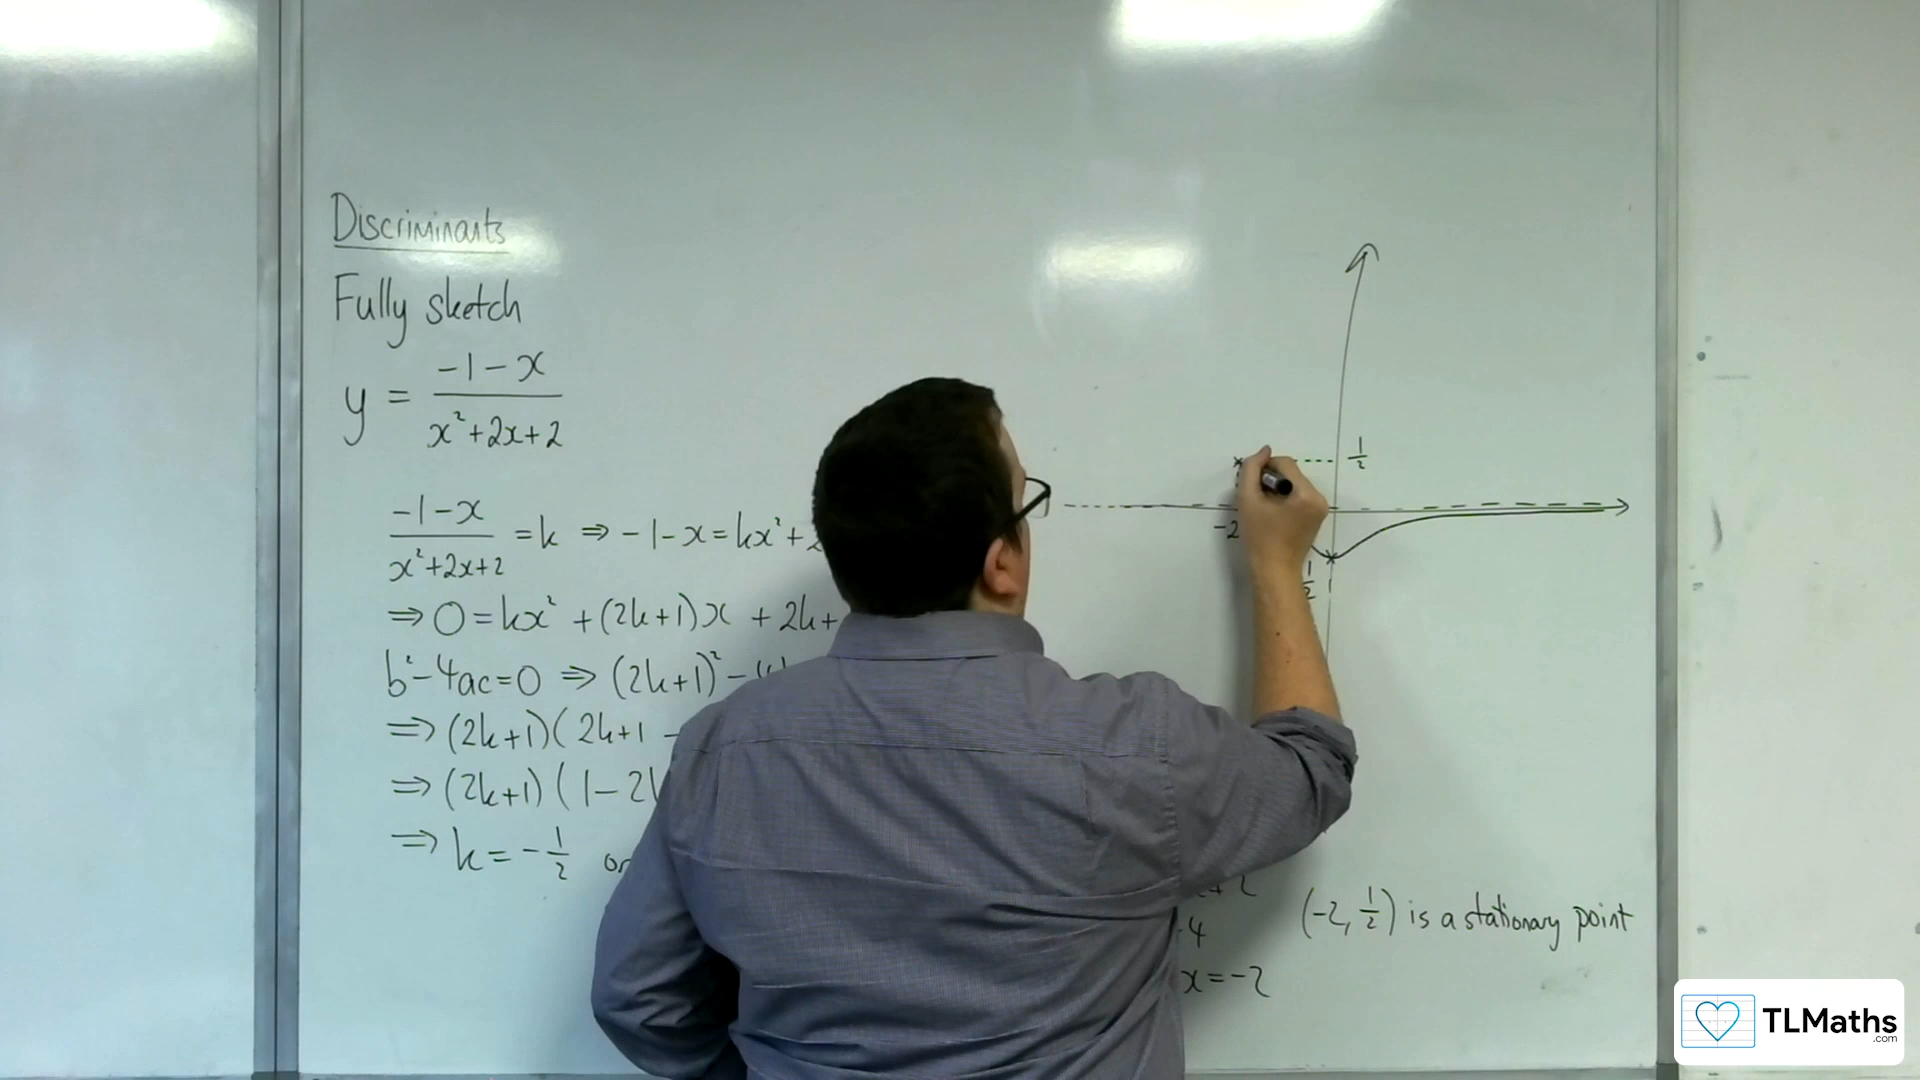 Discriminants
Fully sketch
y = (-1-x)/(x²+2x+2)
(-1-x)/(x²+2x+2) = k ⇒ -1-x = kx²+2
⇒ 0 = kx² + (2k+1)x + 2k+
b²-4ac=0 ⇒ (2k+1)² -
⇒ (2k+1)(2k+1 -
⇒ (2k+1)(1-2
⇒ k = -1/2 or
1/2
-2
1/2
-4
x = -2
(-2, 1/2) is a stationary point
TLMaths
.com